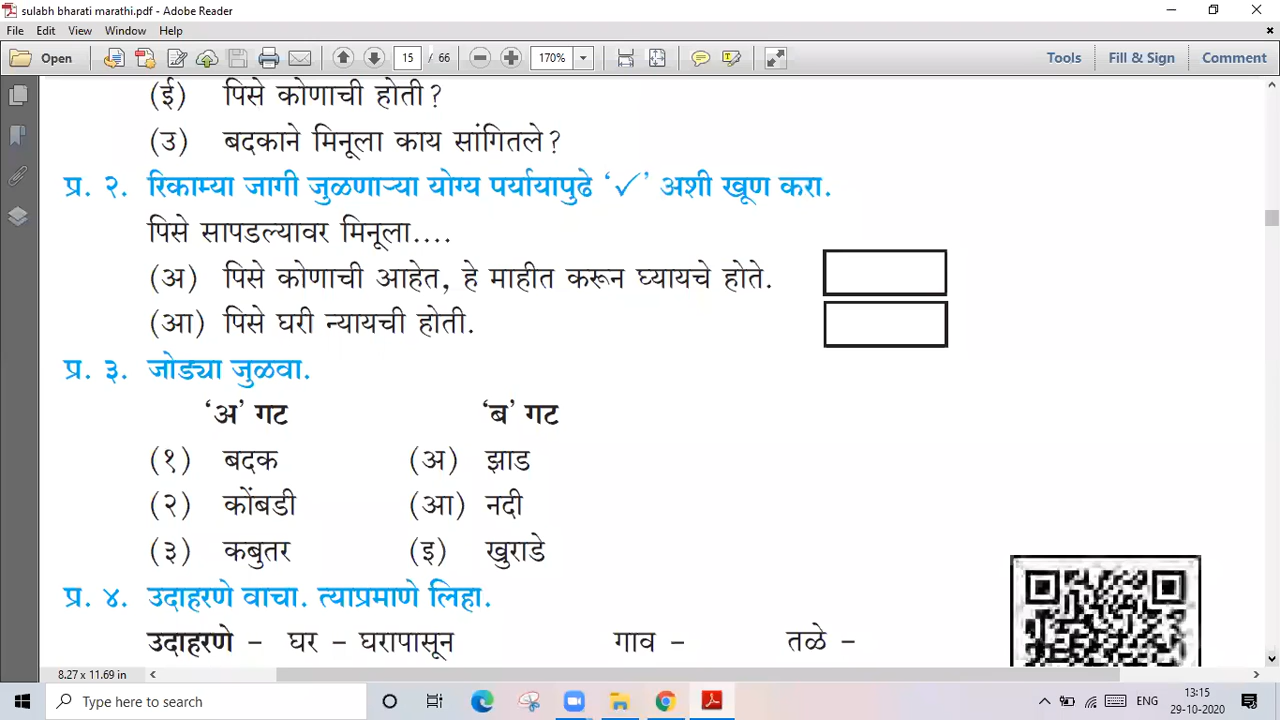 sulabh bharati marathi.pdf - Adobe Reader
File Edit View Window Help
Open 15 / 66 170% Tools Fill & Sign Comment
(ई) पिसे कोणाची होती?
(उ) बदकाने मिनूला काय सांगितले?
प्र. २. रिकाम्या जागी जुळणाऱ्या योग्य पर्यायापुढे ‘✓’ अशी खूण करा.
पिसे सापडल्यावर मिनूला....
(अ) पिसे कोणाची आहेत, हे माहीत करून घ्यायचे होते.
(आ) पिसे घरी न्यायची होती.
प्र. ३. जोड्या जुळवा.
‘अ’ गट ‘ब’ गट
(१) बदक (अ) झाड
(२) कोंबडी (आ) नदी
(३) कबुतर (इ) खुराडे
प्र. ४. उदाहरणे वाचा. त्याप्रमाणे लिहा.
उदाहरणे – घर – घरापासून गाव – तळे –
8.27 x 11.69 in
Type here to search ENG 13:15
29-10-2020